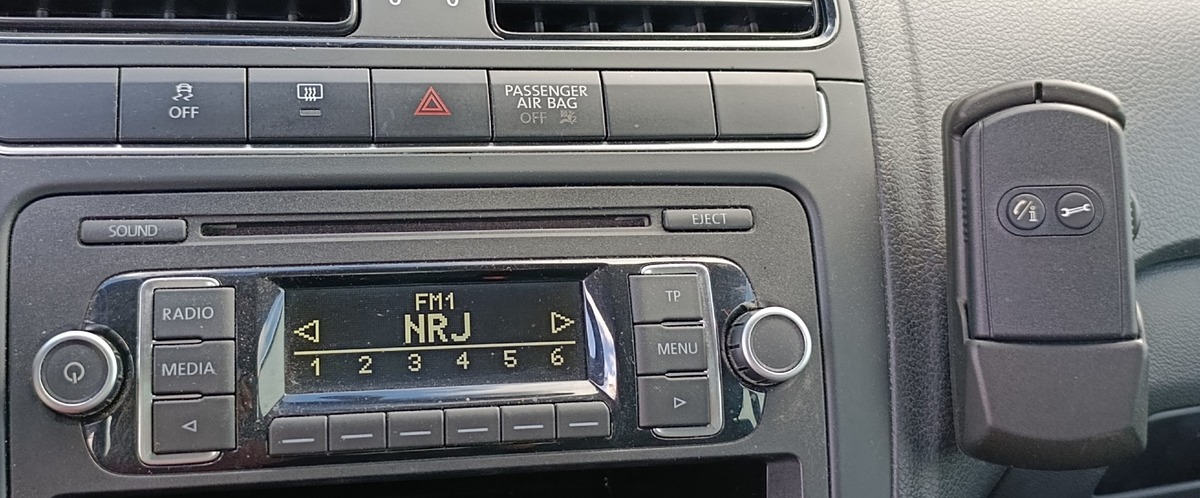 OFF
PASSENGER
AIR BAG
OFF
SOUND
EJECT
RADIO
MEDIA
FM1
NRJ
1 2 3 4 5 6
TP
MENU
i